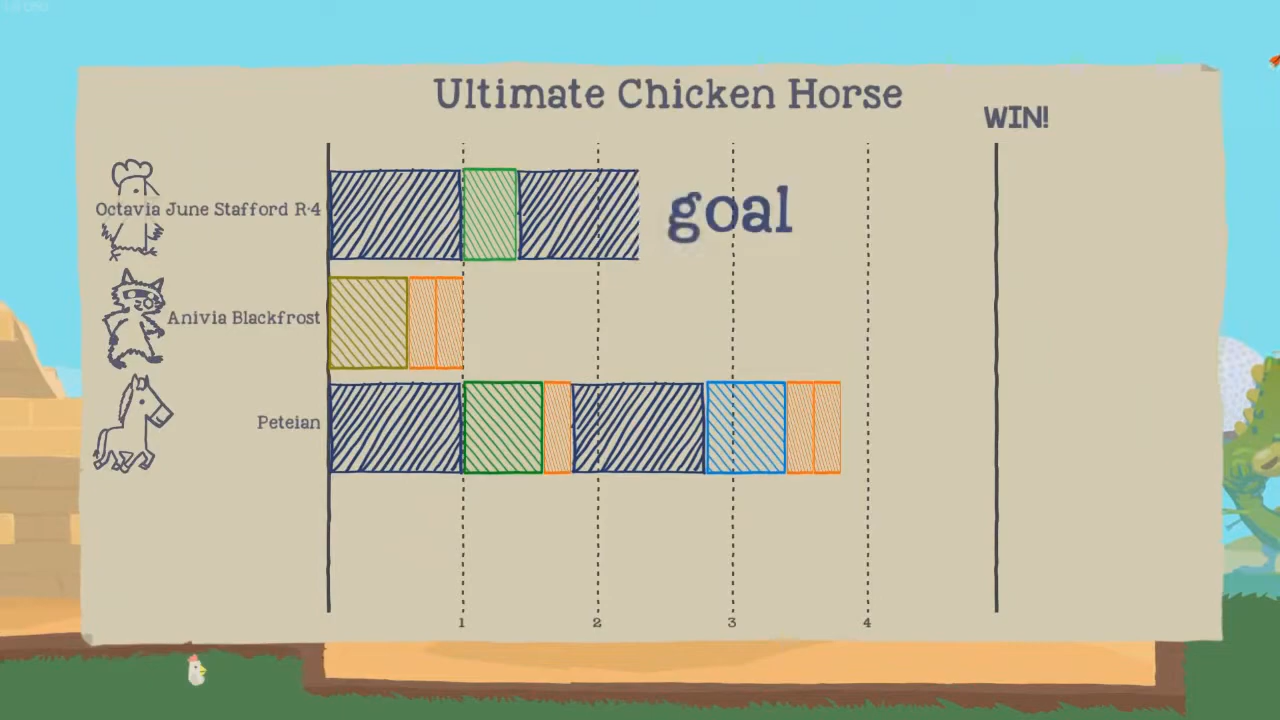 Ultimate Chicken Horse
WIN!
Octavia June Stafford R-4
goal
Anivia Blackfrost
Peteian
1 2 3 4